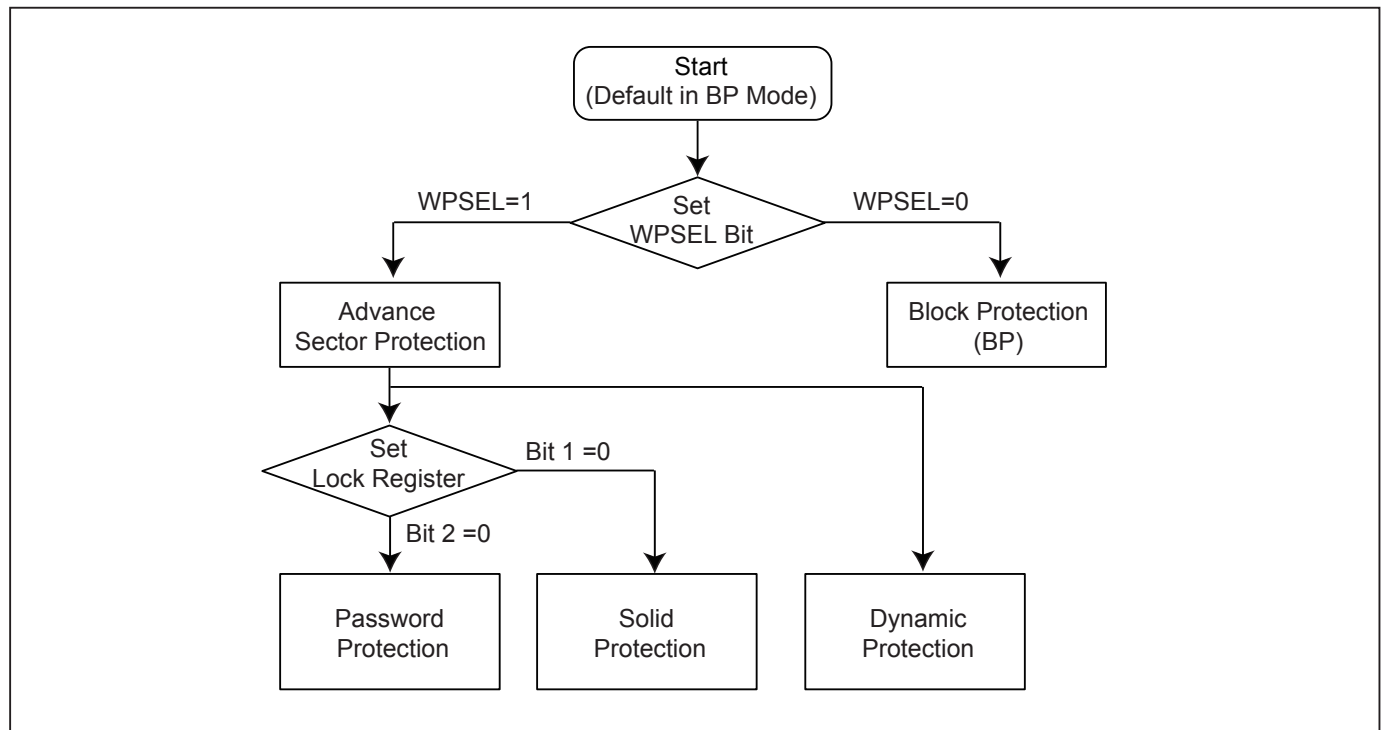 Start
(Default in BP Mode)
WPSEL=1
Set
WPSEL Bit
WPSEL=0
Advance
Sector Protection
Block Protection
(BP)
Set
Lock Register
Bit 1 =0
Bit 2 =0
Password
Protection
Solid
Protection
Dynamic
Protection